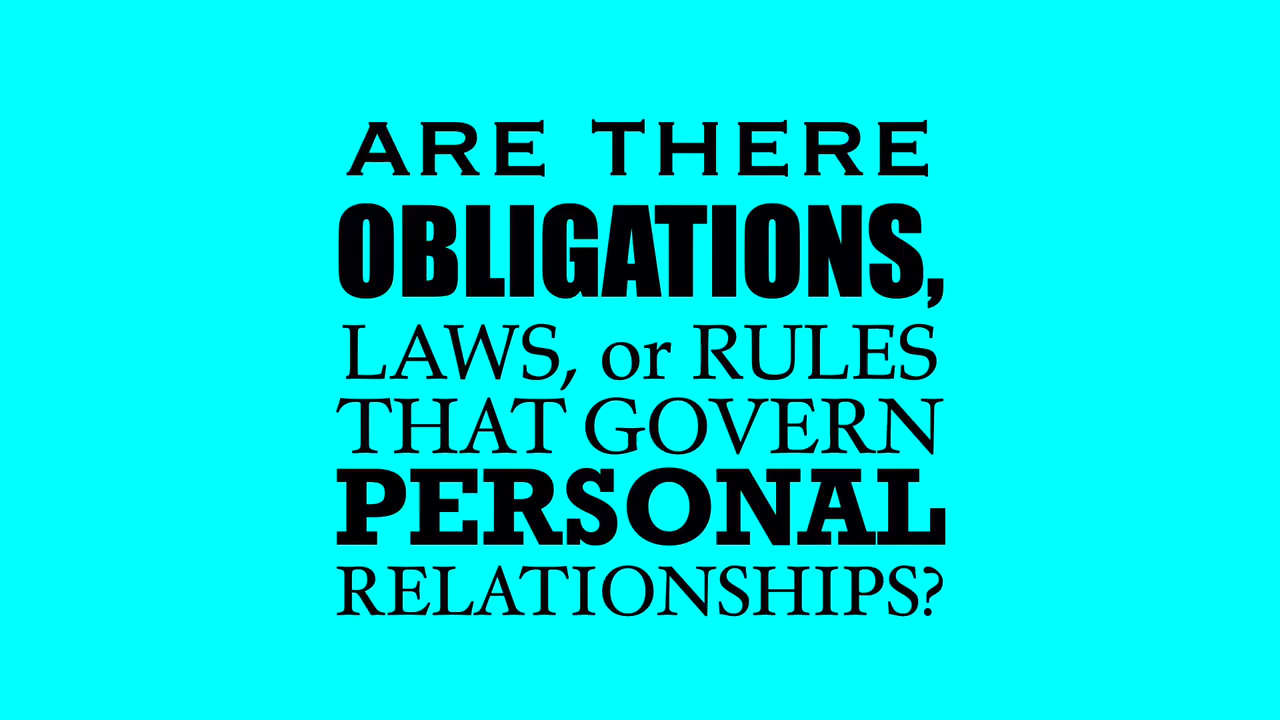 ARE THERE
OBLIGATIONS,
LAWS, or RULES
THAT GOVERN
PERSONAL
RELATIONSHIPS?